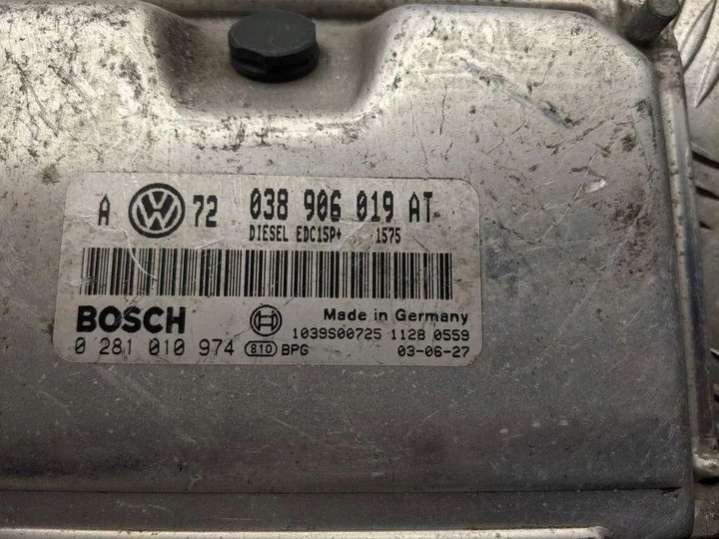 A VW 72 038 906 019 AT
DIESEL EDC15P+ 1575
BOSCH Made in Germany
1039S00725 1128 0559
0 281 010 974 810 BPG 03-06-27